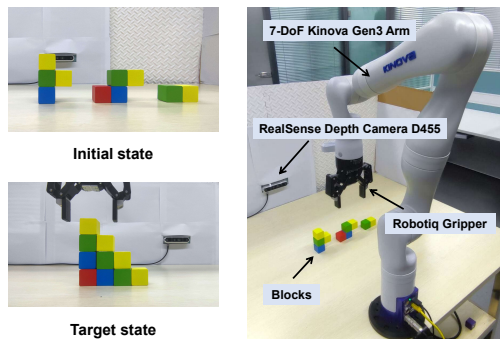 Initial state
Target state
7-DoF Kinova Gen3 Arm
KINOVA
RealSense Depth Camera D455
Robotiq Gripper
Blocks